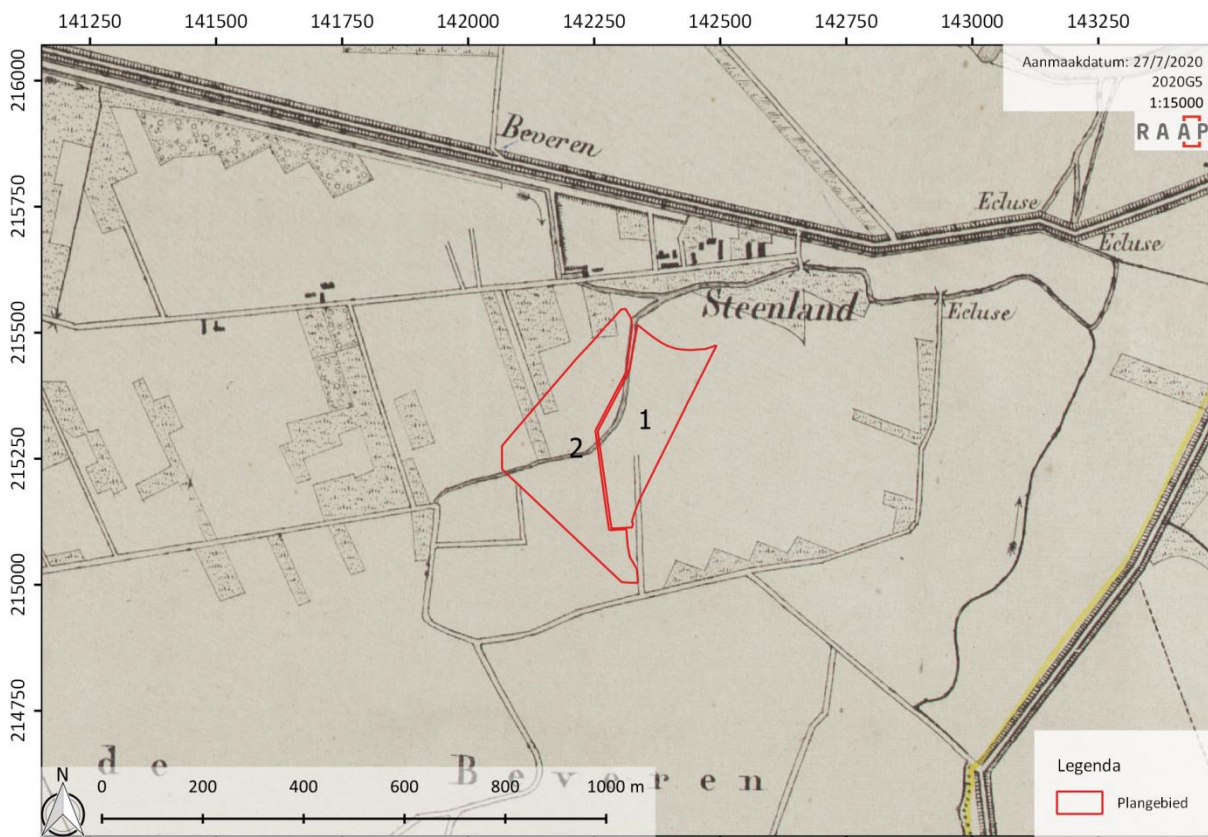 141250 141500 141750 142000 142250 142500 142750 143000 143250
216000
215750
215500
215250
215000
214750
Aanmaakdatum: 27/7/2020
2020G5
1:15000
RAAP
Beveren
Ecluse
Ecluse
Steenland
Ecluse
1
2
de Beveren
N
0 200 400 600 800 1000 m
Legenda
Plangebied